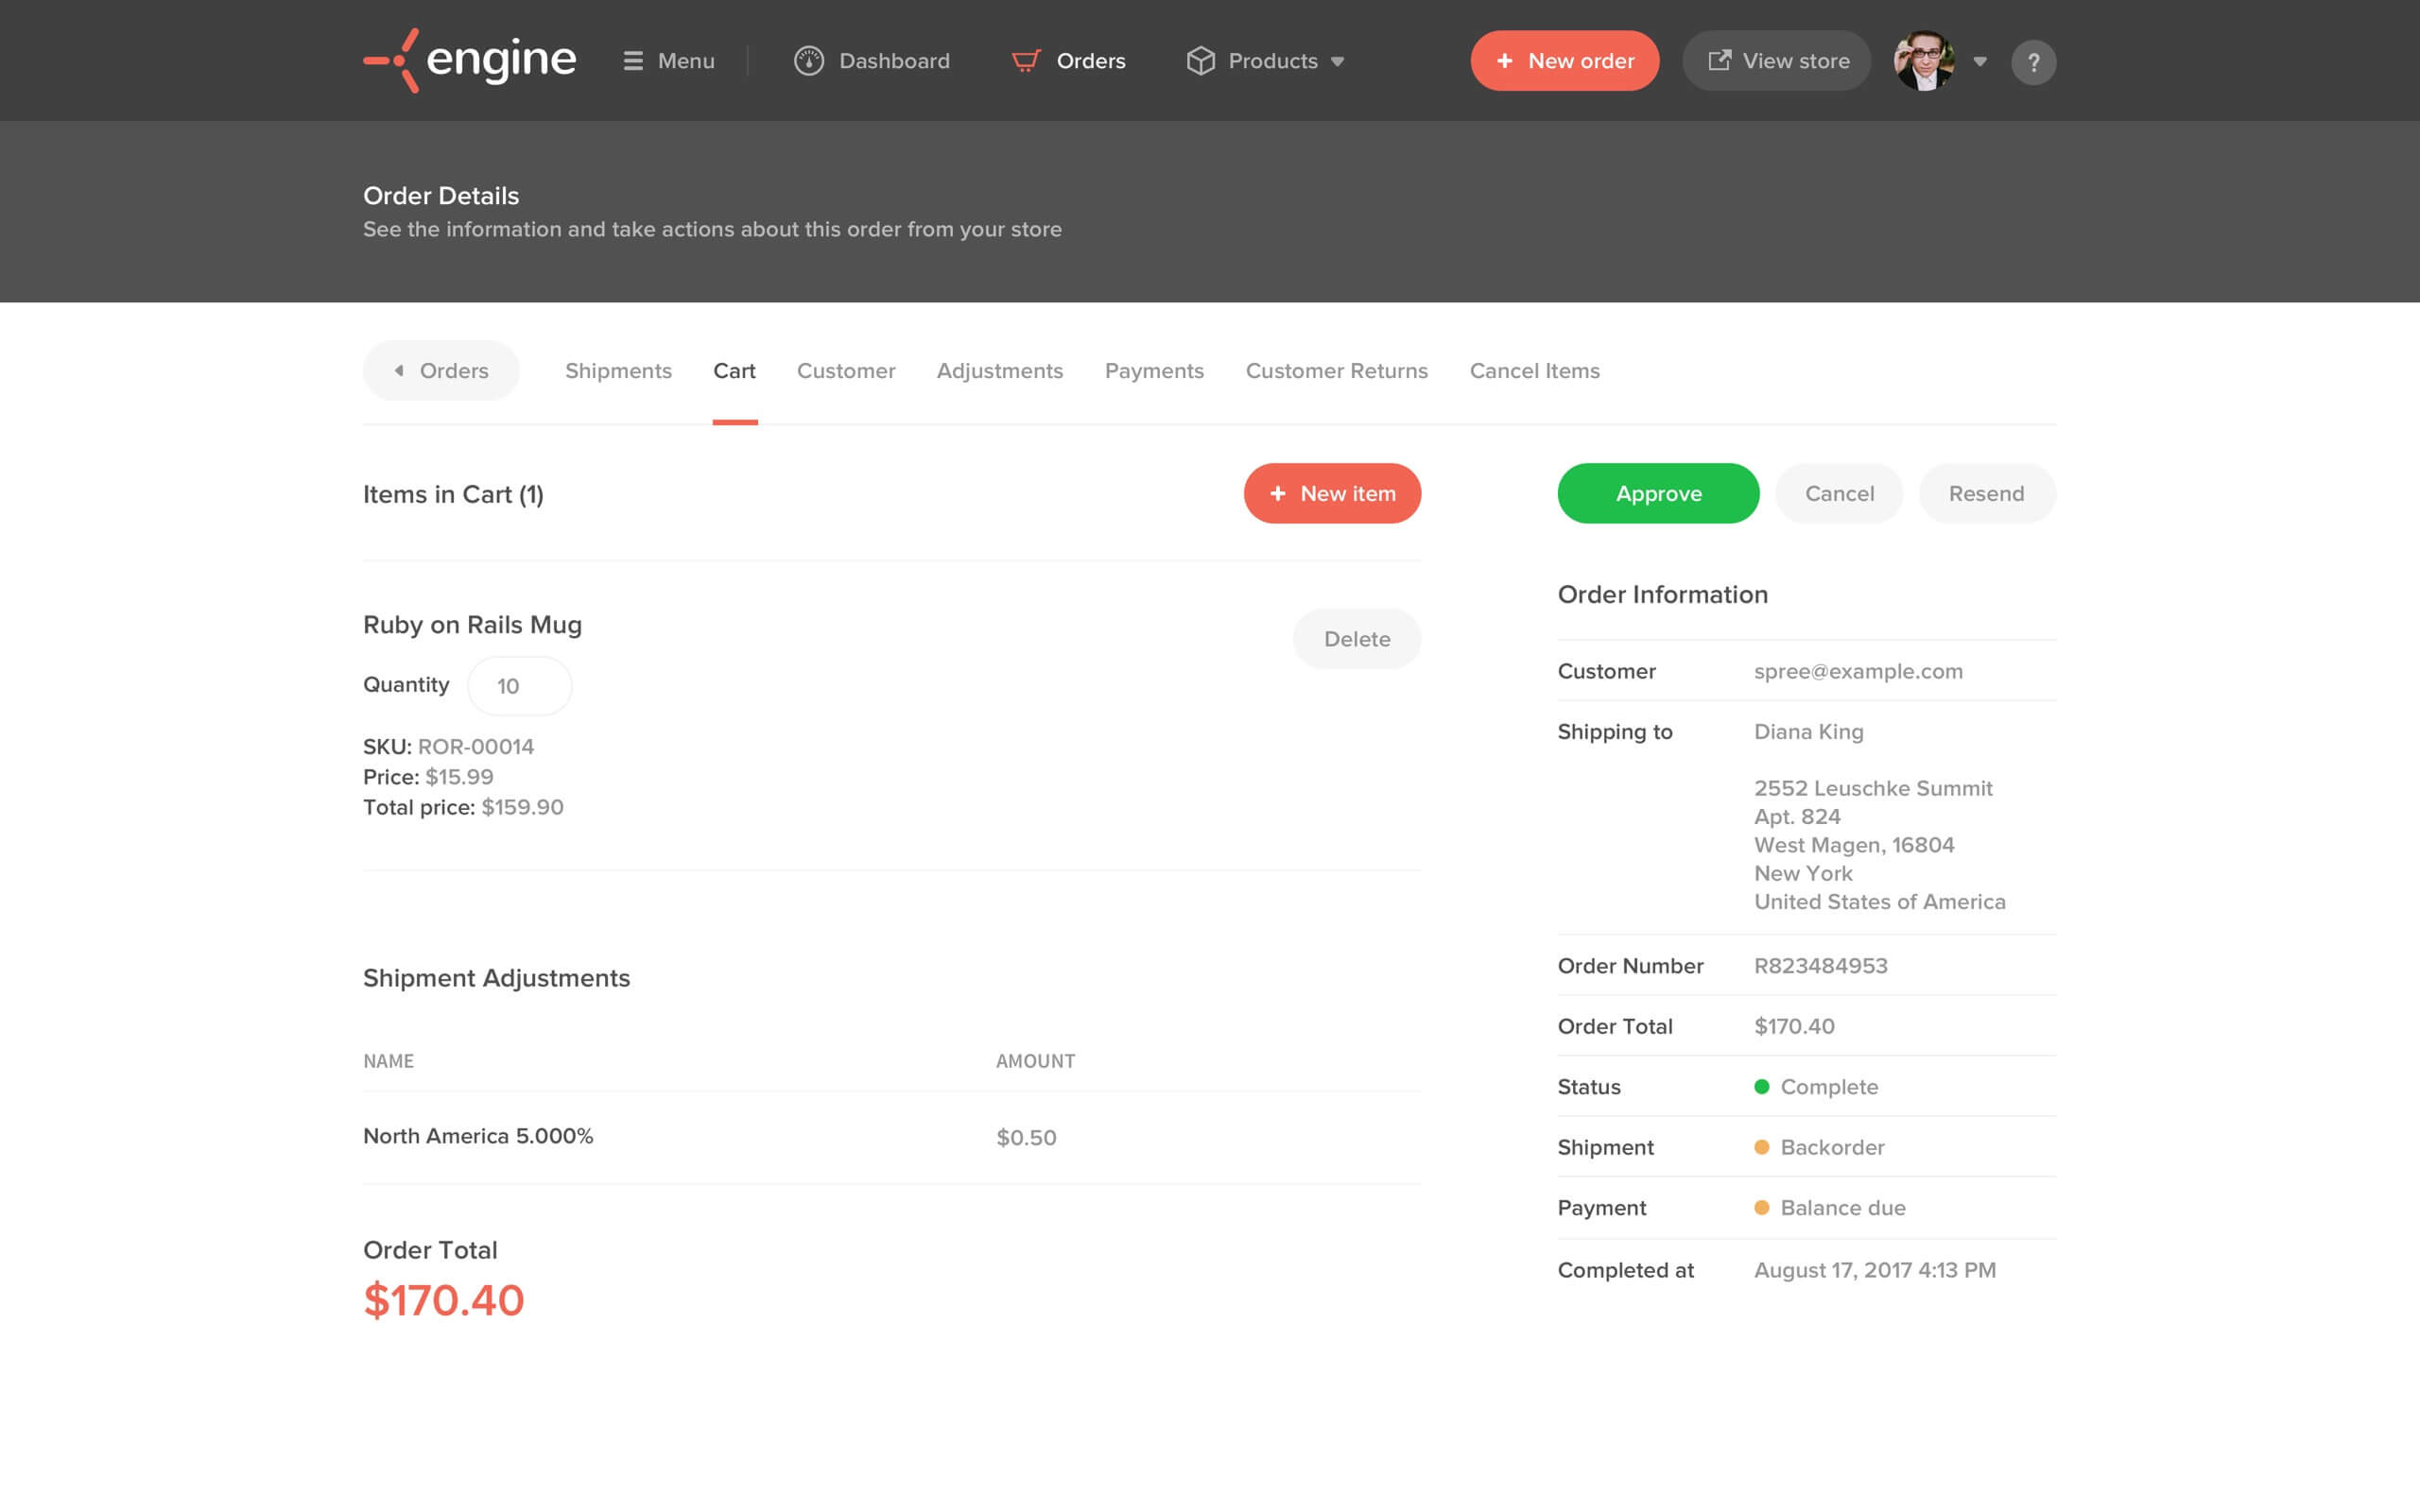 engine
Menu
Dashboard
Orders
Products
+ New order
View store
?
Order Details
See the information and take actions about this order from your store
Orders
Shipments
Cart
Customer
Adjustments
Payments
Customer Returns
Cancel Items
Items in Cart (1)
+ New item
Ruby on Rails Mug
Delete
Quantity 10
SKU: ROR-00014
Price: $15.99
Total price: $159.90
Shipment Adjustments
NAME AMOUNT
North America 5.000% $0.50
Order Total
$170.40
Approve
Cancel
Resend
Order Information
Customer spree@example.com
Shipping to Diana King
2552 Leuschke Summit
Apt. 824
West Magen, 16804
New York
United States of America
Order Number R823484953
Order Total $170.40
Status Complete
Shipment Backorder
Payment Balance due
Completed at August 17, 2017 4:13 PM